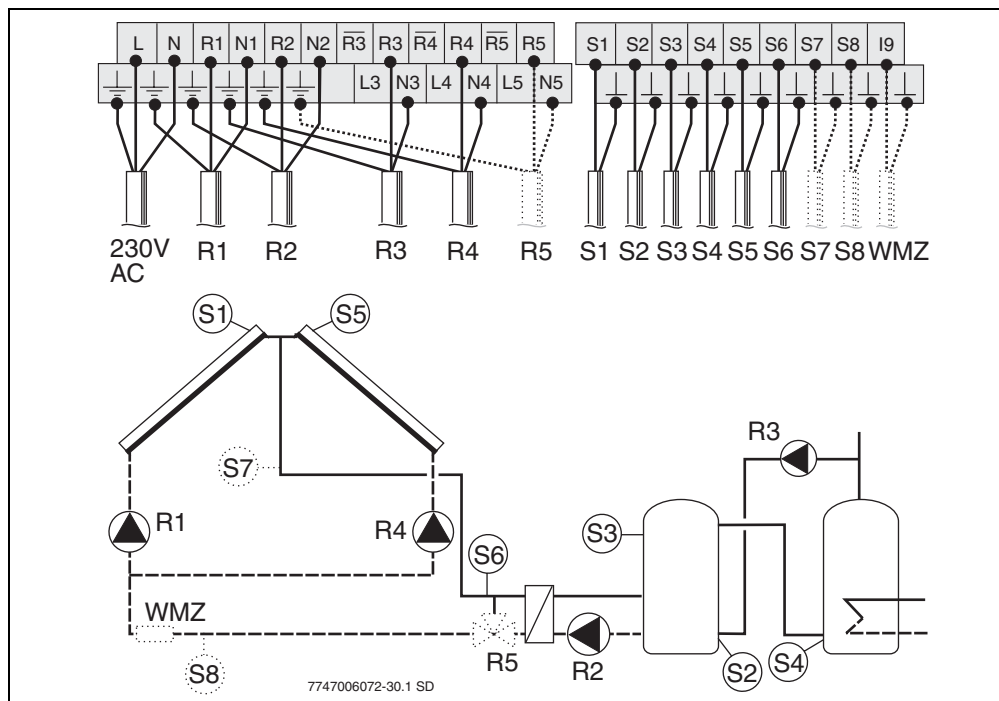 L N R1 N1 R2 N2 R̅3̅ R3 R̅4̅ R4 R̅5̅ R5
S1 S2 S3 S4 S5 S6 S7 S8 I9
L3 N3 L4 N4 L5 N5
230V AC R1 R2 R3 R4 R5
S1 S2 S3 S4 S5 S6 S7 S8 WMZ
S1 S5
R3
S7
R1 R4
S3
S6
WMZ
R5
R2
S2 S4
S8
7747006072-30.1 SD